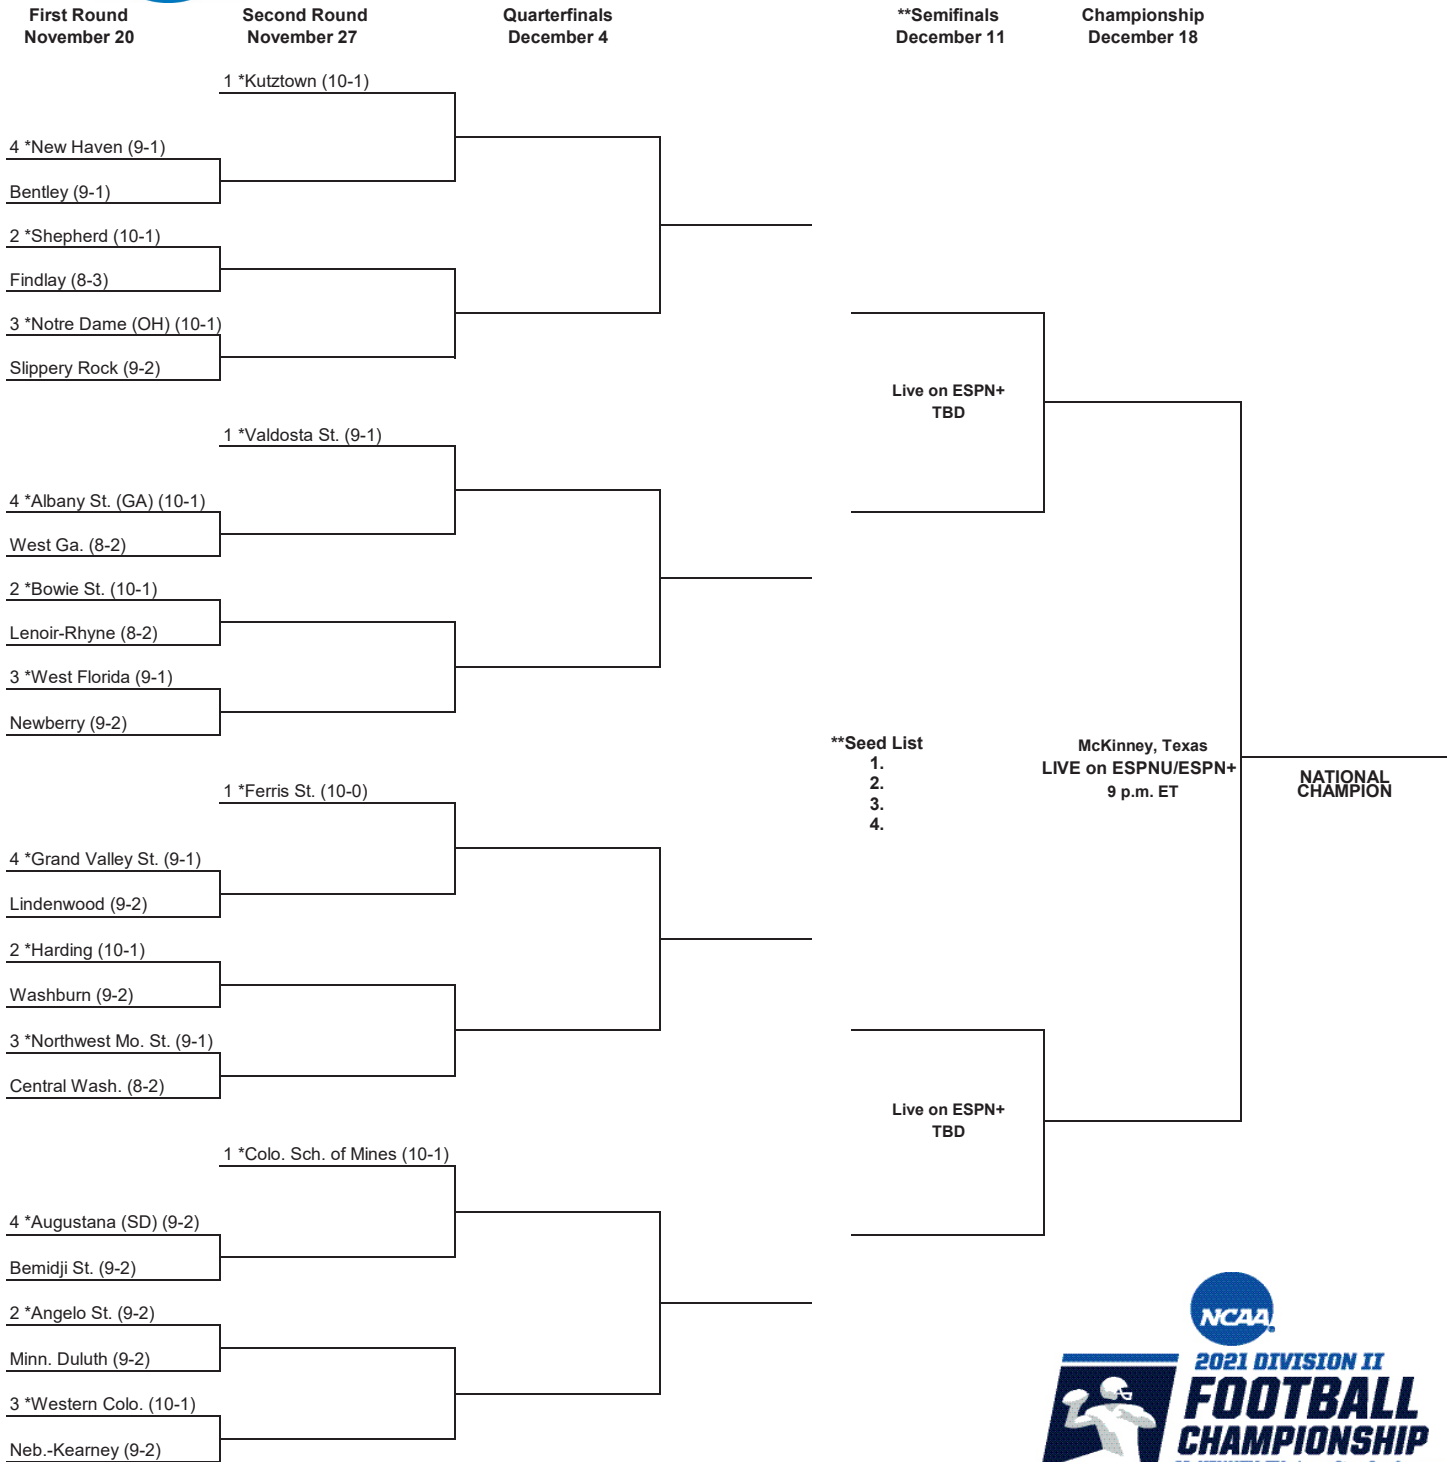 First Round
November 20
Second Round
November 27
Quarterfinals
December 4
**Semifinals
December 11
Championship
December 18
1 *Kutztown (10-1)
4 *New Haven (9-1)
Bentley (9-1)
2 *Shepherd (10-1)
Findlay (8-3)
3 *Notre Dame (OH) (10-1)
Slippery Rock (9-2)
Live on ESPN+
TBD
1 *Valdosta St. (9-1)
4 *Albany St. (GA) (10-1)
West Ga. (8-2)
2 *Bowie St. (10-1)
Lenoir-Rhyne (8-2)
3 *West Florida (9-1)
Newberry (9-2)
**Seed List
1.
2.
3.
4.
McKinney, Texas
LIVE on ESPNU/ESPN+
9 p.m. ET
NATIONAL
CHAMPION
1 *Ferris St. (10-0)
4 *Grand Valley St. (9-1)
Lindenwood (9-2)
2 *Harding (10-1)
Washburn (9-2)
3 *Northwest Mo. St. (9-1)
Central Wash. (8-2)
Live on ESPN+
TBD
1 *Colo. Sch. of Mines (10-1)
4 *Augustana (SD) (9-2)
Bemidji St. (9-2)
2 *Angelo St. (9-2)
Minn. Duluth (9-2)
3 *Western Colo. (10-1)
Neb.-Kearney (9-2)
NCAA
2021 DIVISION II
FOOTBALL
CHAMPIONSHIP